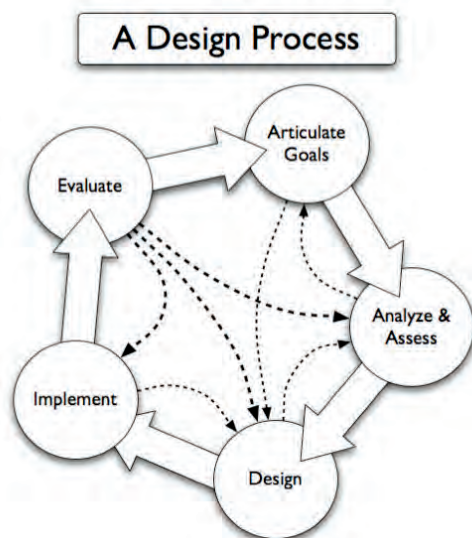 A Design Process
Articulate
Goals
Evaluate
Analyze &
Assess
Implement
Design